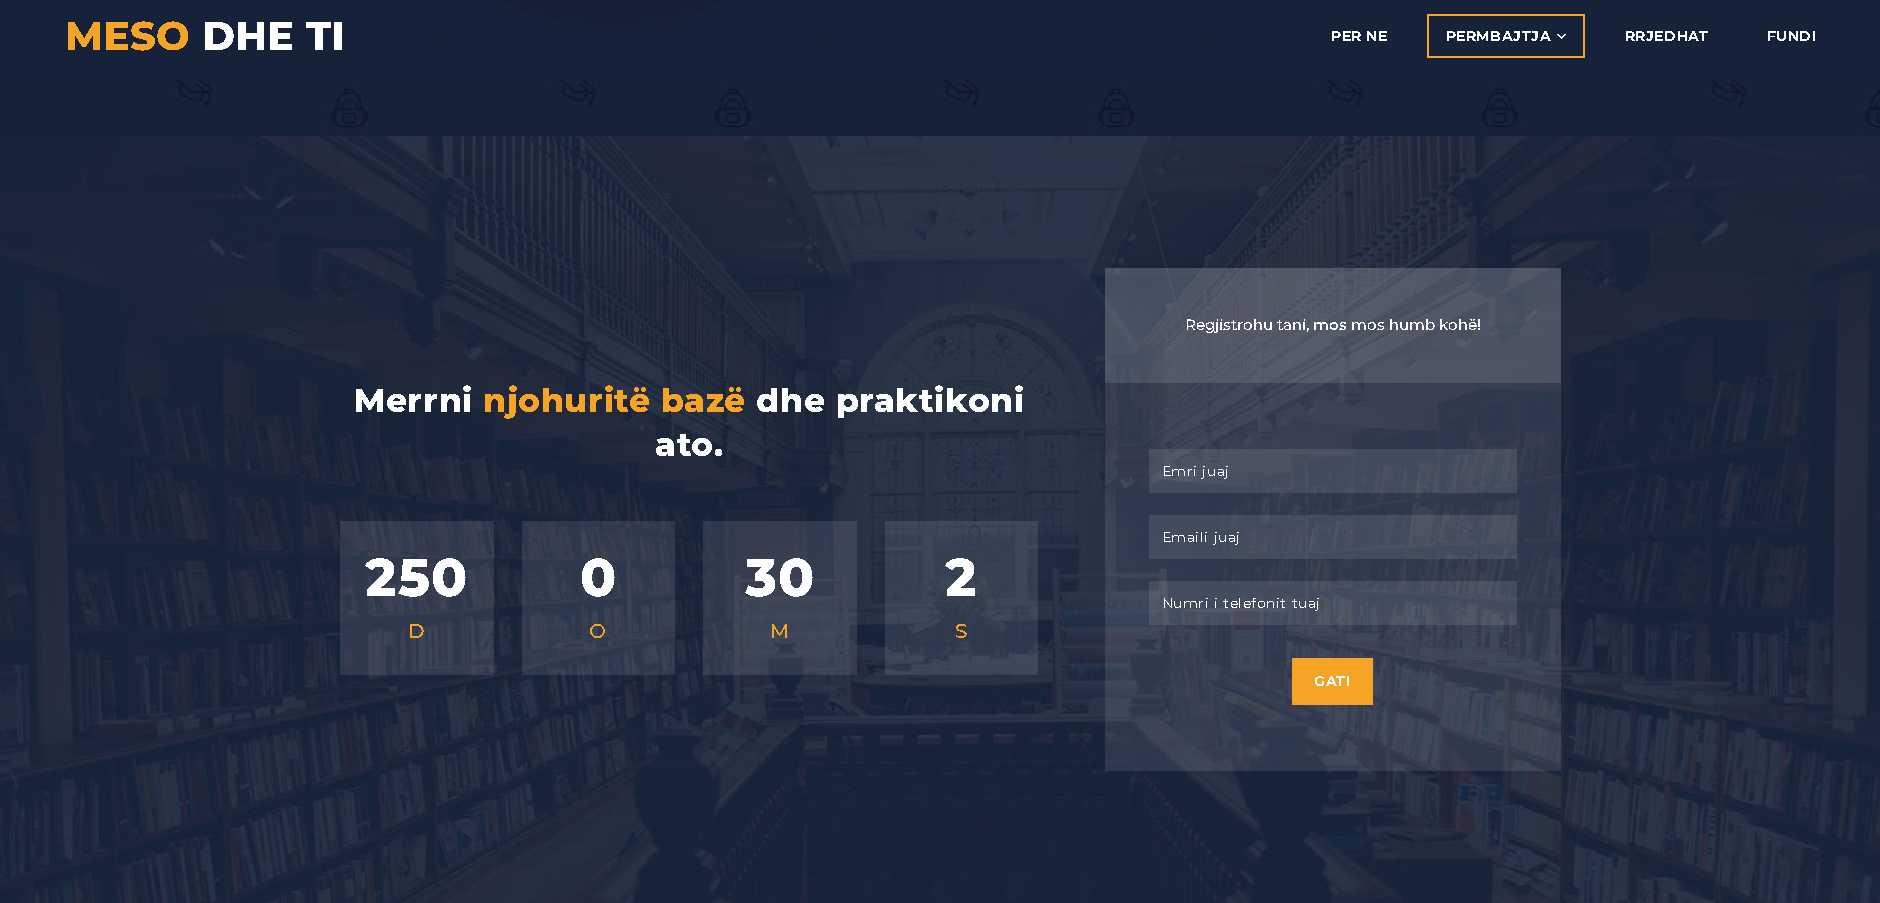 MESO DHE TI
PER NE
PERMBAJTJA
RRJEDHAT
FUNDI
Merrni njohuritë bazë dhe praktikoni
ato.
250
D
0
O
30
M
2
S
Regjistrohu tani, mos mos humb kohë!
Emri juaj
Emaili juaj
Numri i telefonit tuaj
GATI